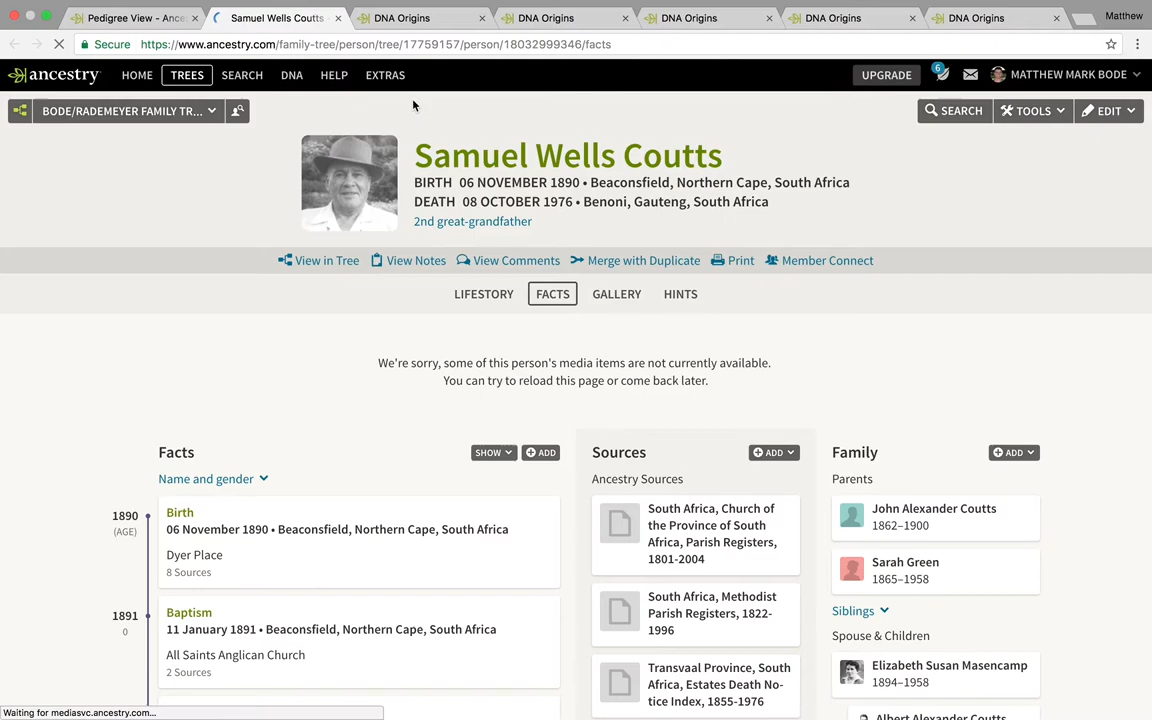 Pedigree View - Ance
Samuel Wells Coutts
DNA Origins
DNA Origins
DNA Origins
DNA Origins
DNA Origins
Matthew
Secure
https://www.ancestry.com/family-tree/person/tree/17759157/person/18032999346/facts
ancestry
HOME
TREES
SEARCH
DNA
HELP
EXTRAS
UPGRADE
6
MATTHEW MARK BODE
BODE/RADEMEYER FAMILY TR...
SEARCH
TOOLS
EDIT
Samuel Wells Coutts
BIRTH 06 NOVEMBER 1890 • Beaconsfield, Northern Cape, South Africa
DEATH 08 OCTOBER 1976 • Benoni, Gauteng, South Africa
2nd great-grandfather
View in Tree
View Notes
View Comments
Merge with Duplicate
Print
Member Connect
LIFESTORY
FACTS
GALLERY
HINTS
We're sorry, some of this person's media items are not currently available.
You can try to reload this page or come back later.
Facts
SHOW
ADD
Name and gender
1890
(AGE)
Birth
06 November 1890 • Beaconsfield, Northern Cape, South Africa
Dyer Place
8 Sources
1891
0
Baptism
11 January 1891 • Beaconsfield, Northern Cape, South Africa
All Saints Anglican Church
2 Sources
Sources
ADD
Ancestry Sources
South Africa, Church of
the Province of South
Africa, Parish Registers,
1801-2004
South Africa, Methodist
Parish Registers, 1822-
1996
Transvaal Province, South
Africa, Estates Death No-
tice Index, 1855-1976
Family
ADD
Parents
John Alexander Coutts
1862–1900
Sarah Green
1865–1958
Siblings
Spouse & Children
Elizabeth Susan Masencamp
1894–1958
Albert Alexander Coutts
Waiting for mediasvc.ancestry.com...